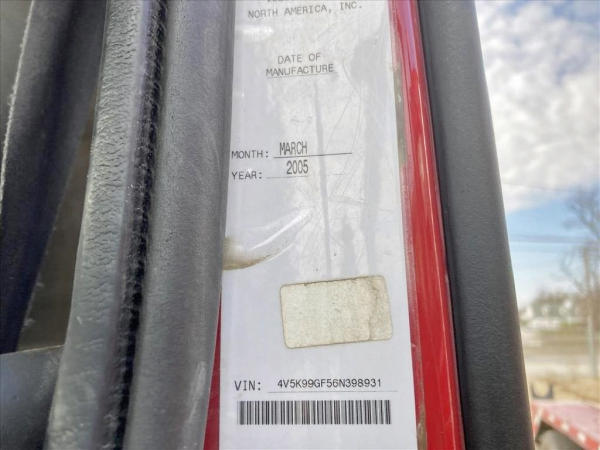 NORTH AMERICA, INC.
DATE OF
MANUFACTURE
MONTH: MARCH
YEAR: 2005
VIN: 4V5K99GF56N398931